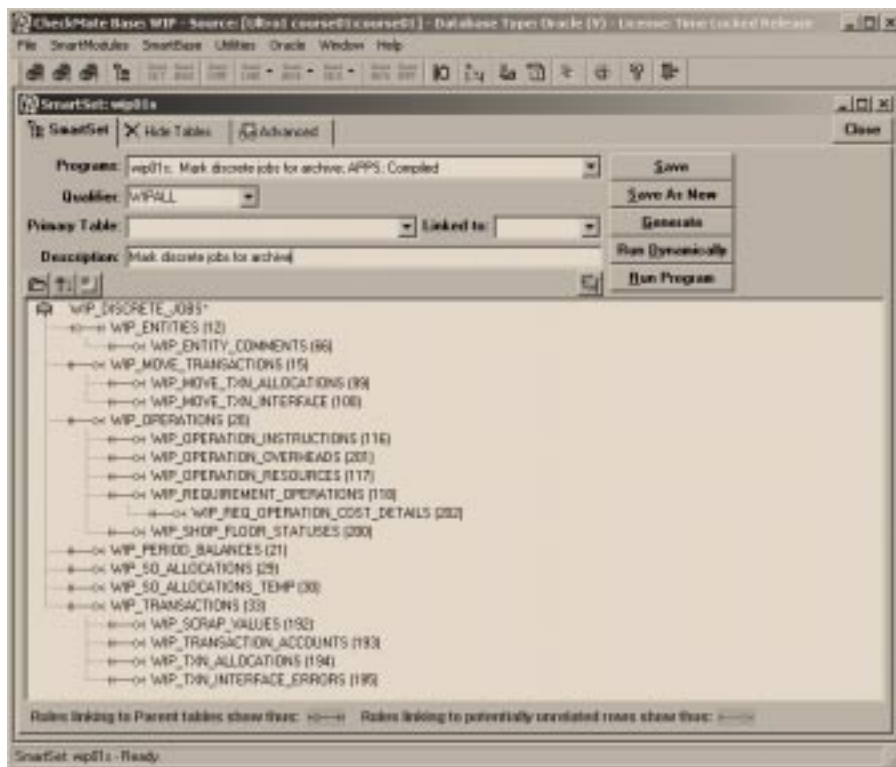 CheckMate Base: WIP - Source: [Ultra1 course01:course01] - Database Type: Oracle (V) - License: Time Locked Release
File SmartModules SmartBase Utilities Oracle Window Help
SmartSet: wip01s
SmartSet Hide Tables Advanced Close
Programs: wip01s: Mark discrete jobs for archive; APPS; Compiled Save
Qualifier: WIPALL Save As New
Primary Table: Linked to: Generate
Description: Mark discrete jobs for archive Run Dynamically
Run Program
WIP_DISCRETE_JOBS*
WIP_ENTITIES (12)
WIP_ENTITY_COMMENTS (66)
WIP_MOVE_TRANSACTIONS (15)
WIP_MOVE_TXN_ALLOCATIONS (99)
WIP_MOVE_TXN_INTERFACE (100)
WIP_OPERATIONS (20)
WIP_OPERATION_INSTRUCTIONS (116)
WIP_OPERATION_OVERHEADS (201)
WIP_OPERATION_RESOURCES (117)
WIP_REQUIREMENT_OPERATIONS (118)
WIP_REQ_OPERATION_COST_DETAILS (202)
WIP_SHOP_FLOOR_STATUSES (200)
WIP_PERIOD_BALANCES (21)
WIP_SO_ALLOCATIONS (29)
WIP_SO_ALLOCATIONS_TEMP (30)
WIP_TRANSACTIONS (33)
WIP_SCRAP_VALUES (192)
WIP_TRANSACTION_ACCOUNTS (193)
WIP_TXN_ALLOCATIONS (194)
WIP_TXN_INTERFACE_ERRORS (195)
Rules linking to Parent tables show thus: Rules linking to potentially unrelated rows show thus:
SmartSet: wip01s - Ready